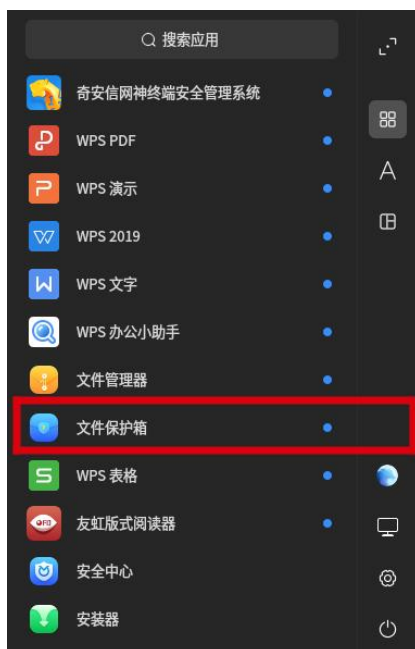 搜索应用
奇安信网神终端安全管理系统
WPS PDF
WPS 演示
WPS 2019
WPS 文字
WPS 办公小助手
文件管理器
文件保护箱
WPS 表格
友虹版式阅读器
安全中心
安装器